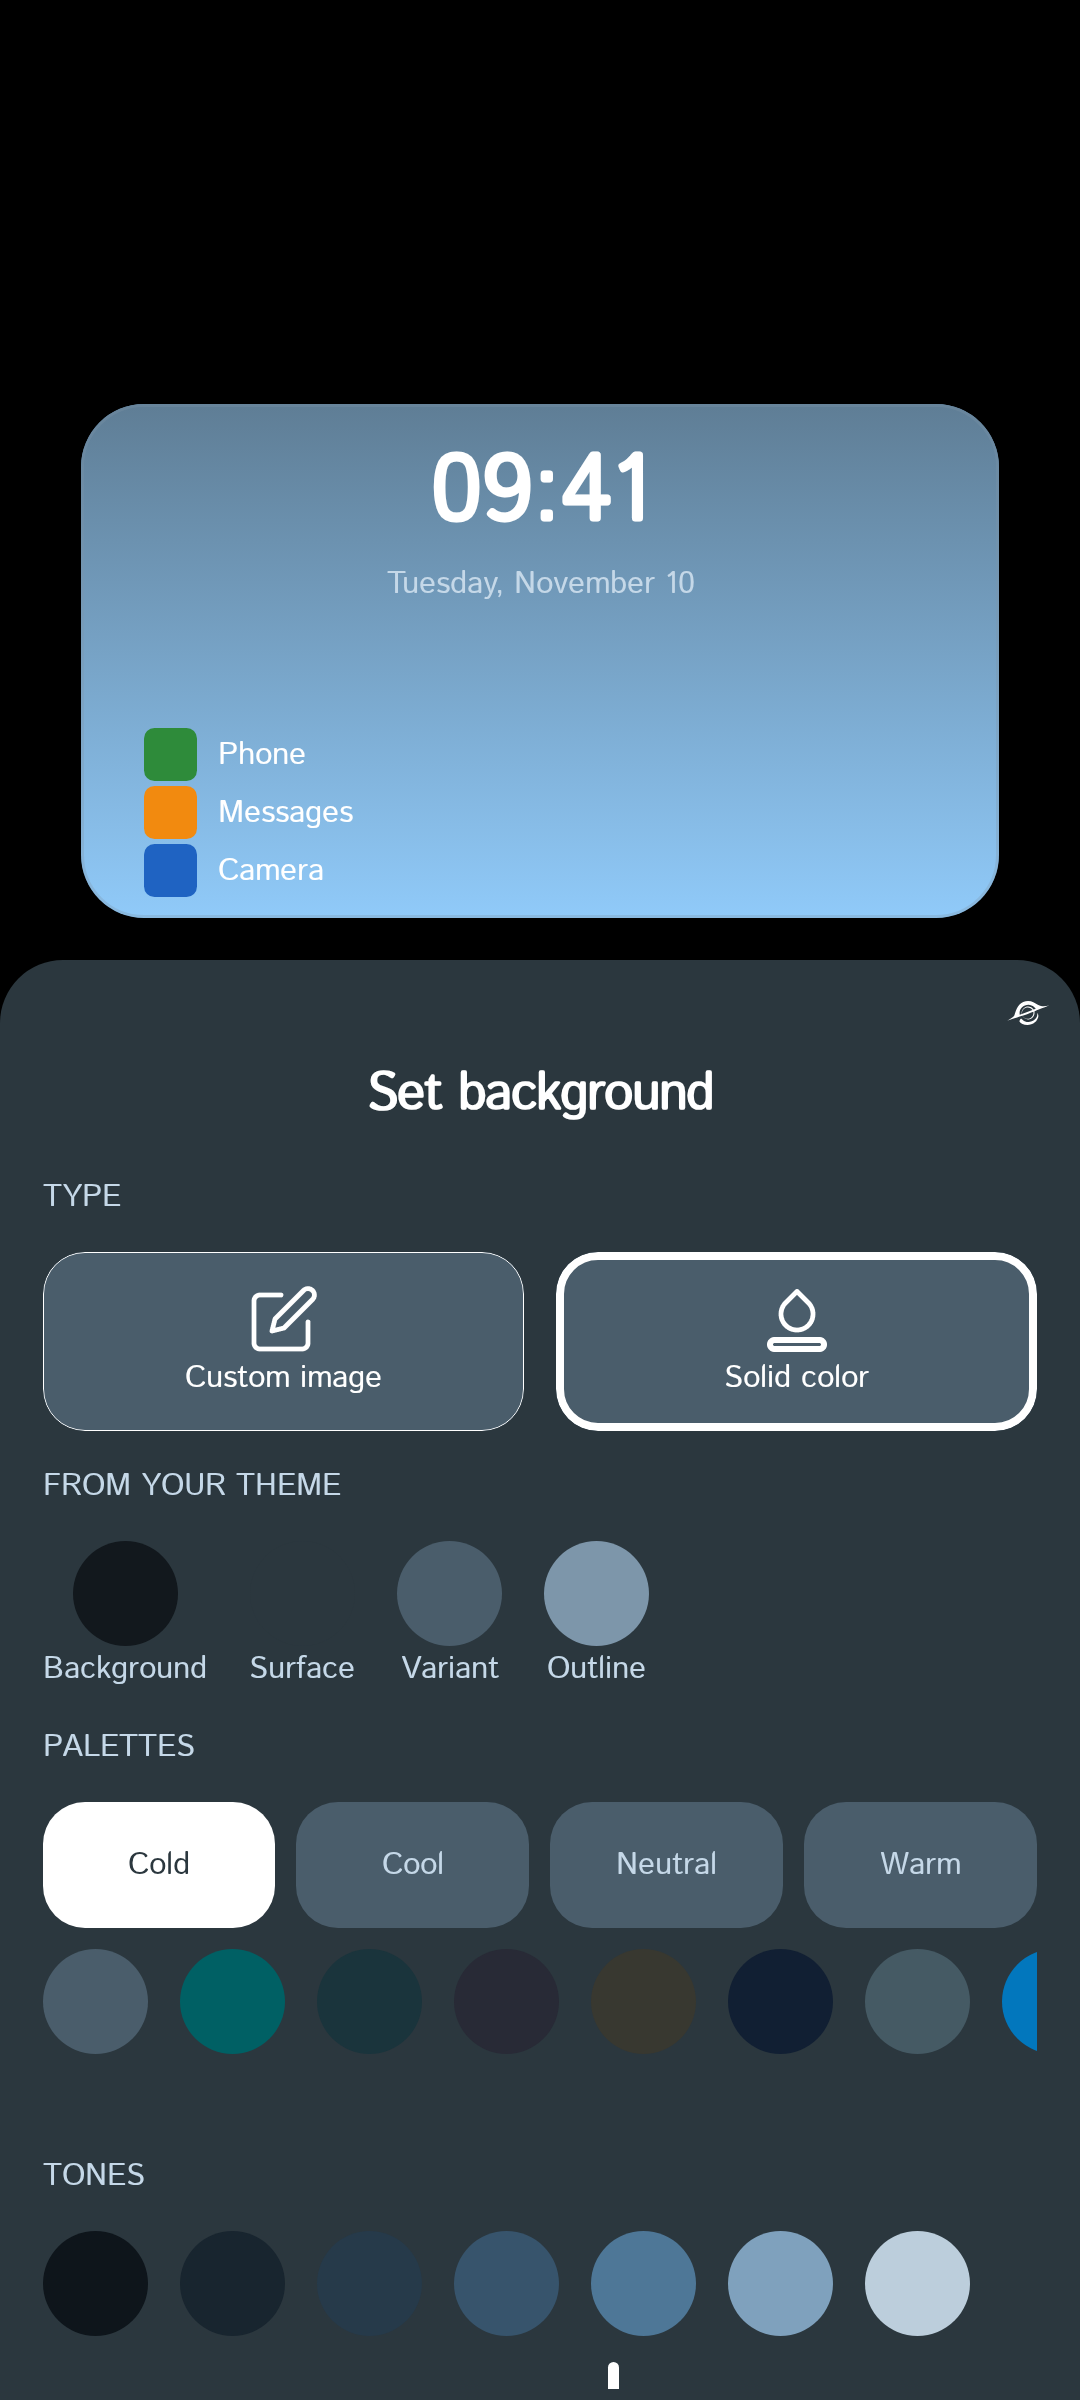 09:41
Tuesday, November 10
Phone
Messages
Camera
Set background
TYPE
Custom image
Solid color
FROM YOUR THEME
Background
Surface
Variant
Outline
PALETTES
Cold
Cool
Neutral
Warm
TONES